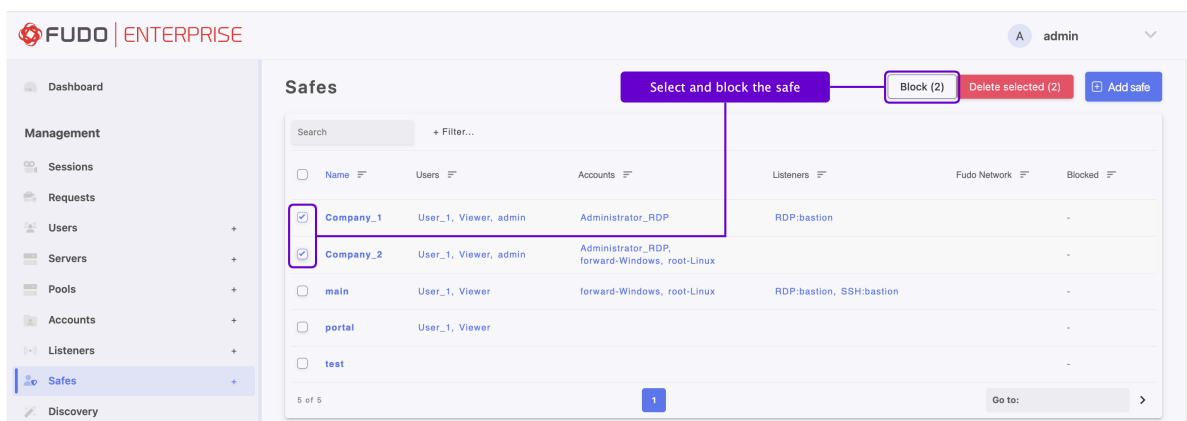 FUDO ENTERPRISE
A admin
Dashboard
Management
Sessions
Requests
Users +
Servers +
Pools +
Accounts +
Listeners +
Safes +
Discovery
Safes
Select and block the safe
Block (2) Delete selected (2) Add safe
Search + Filter...
Name Users Accounts Listeners Fudo Network Blocked
Company_1 User_1, Viewer, admin Administrator_RDP RDP:bastion -
Company_2 User_1, Viewer, admin Administrator_RDP, -
forward-Windows, root-Linux
main User_1, Viewer forward-Windows, root-Linux RDP:bastion, SSH:bastion -
portal User_1, Viewer -
test -
5 of 5 1 Go to: